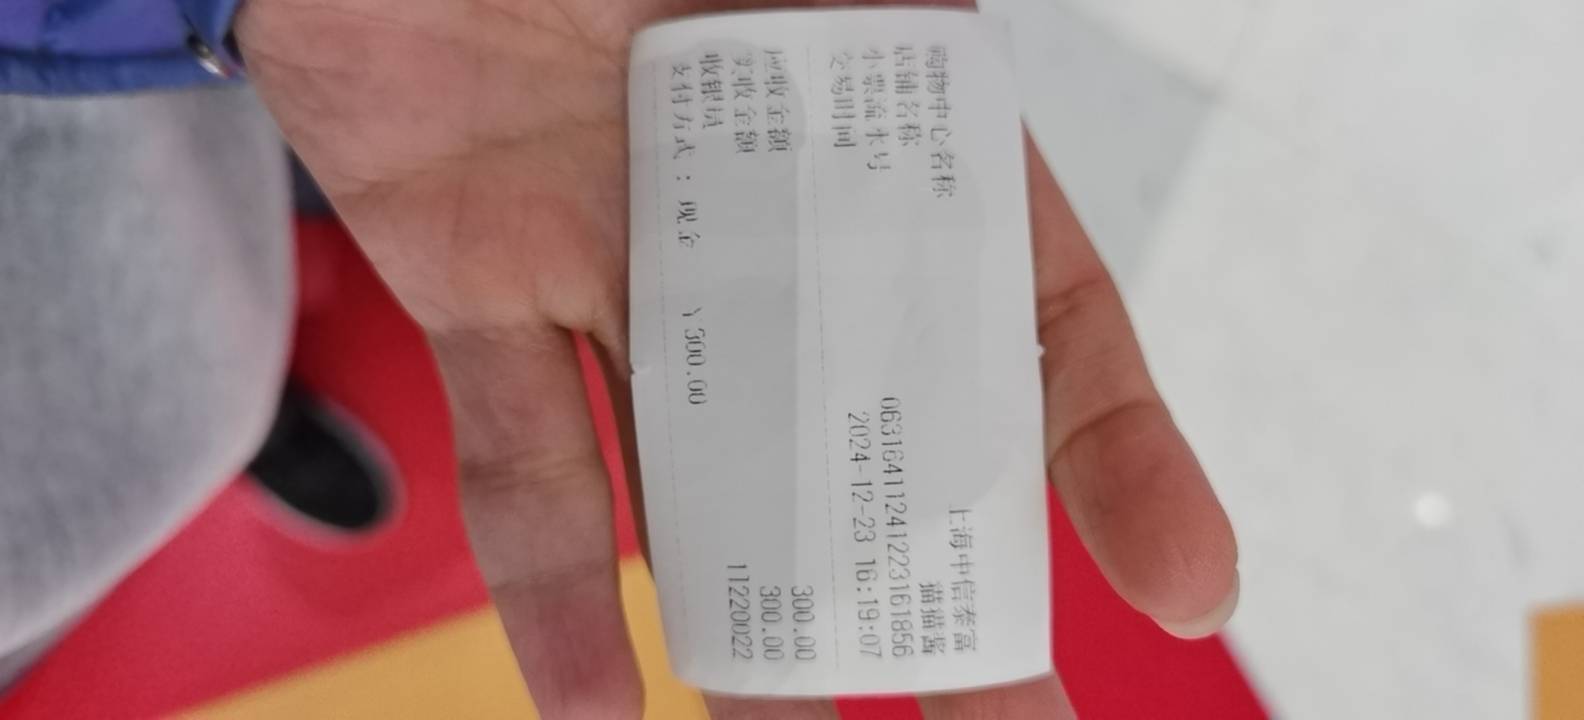 购物中心名称 上海中信泰富
店铺名称 猫猫酱
小票流水号 06316411241223161856
交易时间 2024-12-23 16:19:07
应收金额 300.00
实收金额 300.00
收银员 11220022
支付方式：现金 ¥300.00